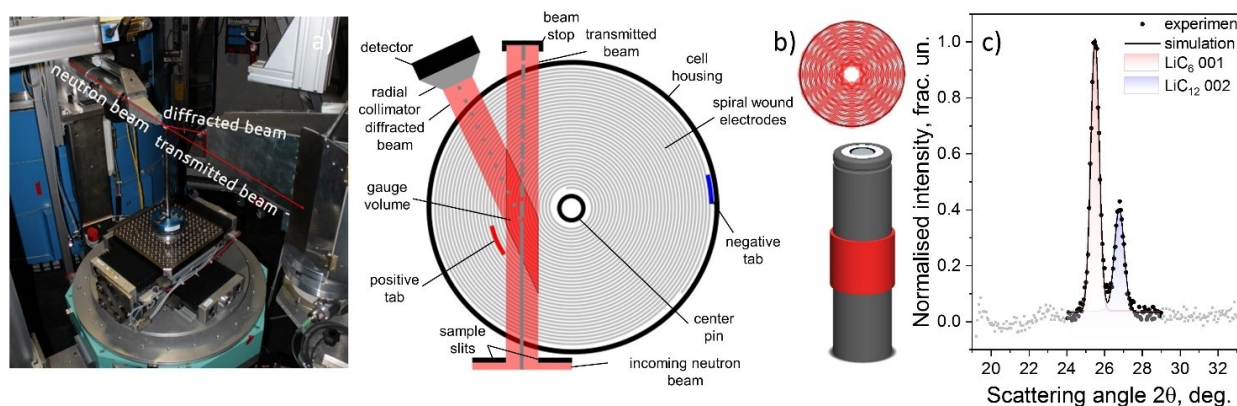 a)
neutron beam
diffracted beam
transmitted beam
beam
stop
transmitted
beam
detector
radial
collimator
diffracted
beam
gauge
volume
positive
tab
sample
slits
cell
housing
spiral wound
electrodes
negative
tab
center
pin
incoming neutron
beam
b)
c)
experimen
simulation
LiC₆ 001
LiC₁₂ 002
Normalised intensity, frac. un.
1.0
0.8
0.6
0.4
0.2
0.0
20 22 24 26 28 30 32
Scattering angle 2θ, deg.